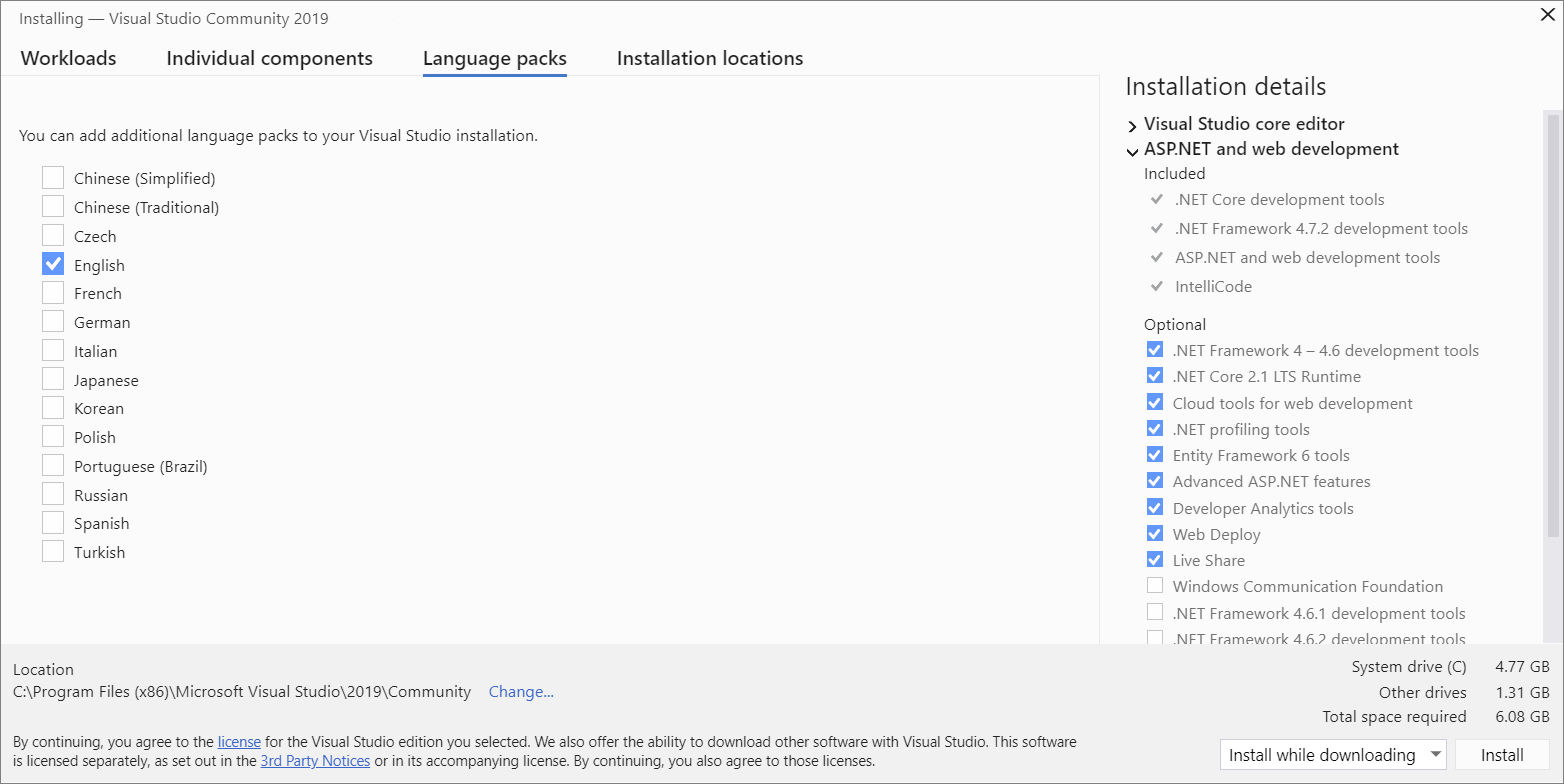 Installing — Visual Studio Community 2019
Workloads Individual components Language packs Installation locations
You can add additional language packs to your Visual Studio installation.
Chinese (Simplified)
Chinese (Traditional)
Czech
English
French
German
Italian
Japanese
Korean
Polish
Portuguese (Brazil)
Russian
Spanish
Turkish
Installation details
Visual Studio core editor
ASP.NET and web development
Included
.NET Core development tools
.NET Framework 4.7.2 development tools
ASP.NET and web development tools
IntelliCode
Optional
.NET Framework 4 – 4.6 development tools
.NET Core 2.1 LTS Runtime
Cloud tools for web development
.NET profiling tools
Entity Framework 6 tools
Advanced ASP.NET features
Developer Analytics tools
Web Deploy
Live Share
Windows Communication Foundation
.NET Framework 4.6.1 development tools
.NET Framework 4.6.2 development tools
Location
C:\Program Files (x86)\Microsoft Visual Studio\2019\Community Change...
By continuing, you agree to the license for the Visual Studio edition you selected. We also offer the ability to download other software with Visual Studio. This software
is licensed separately, as set out in the 3rd Party Notices or in its accompanying license. By continuing, you also agree to those licenses.
System drive (C) 4.77 GB
Other drives 1.31 GB
Total space required 6.08 GB
Install while downloading Install